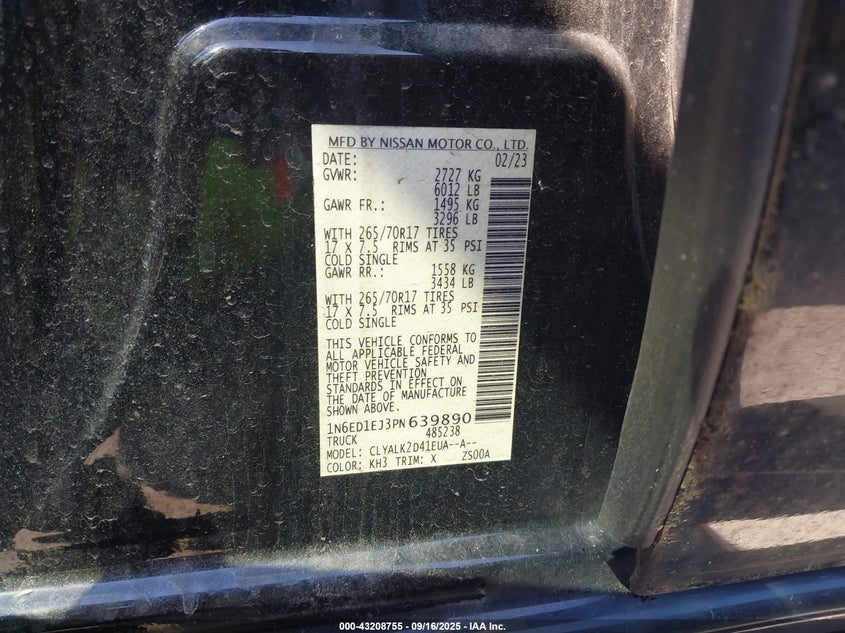 MFD BY NISSAN MOTOR CO., LTD.
DATE: 02/23
GVWR: 2727 KG
6012 LB
GAWR FR.: 1495 KG
3296 LB
WITH 265/70R17 TIRES
17 X 7.5 RIMS AT 35 PSI
COLD SINGLE
GAWR RR.: 1558 KG
3434 LB
WITH 265/70R17 TIRES
17 X 7.5 RIMS AT 35 PSI
COLD SINGLE
THIS VEHICLE CONFORMS TO
ALL APPLICABLE FEDERAL
MOTOR VEHICLE SAFETY AND
THEFT PREVENTION
STANDARDS IN EFFECT ON
THE DATE OF MANUFACTURE
SHOWN ABOVE.
1N6ED1EJ3PN639890
TRUCK 485238
MODEL: CLYALK2D41EUA--A--
COLOR: KH3 TRIM: X ZS00A
000-43208755 - 09/16/2025 - IAA Inc.